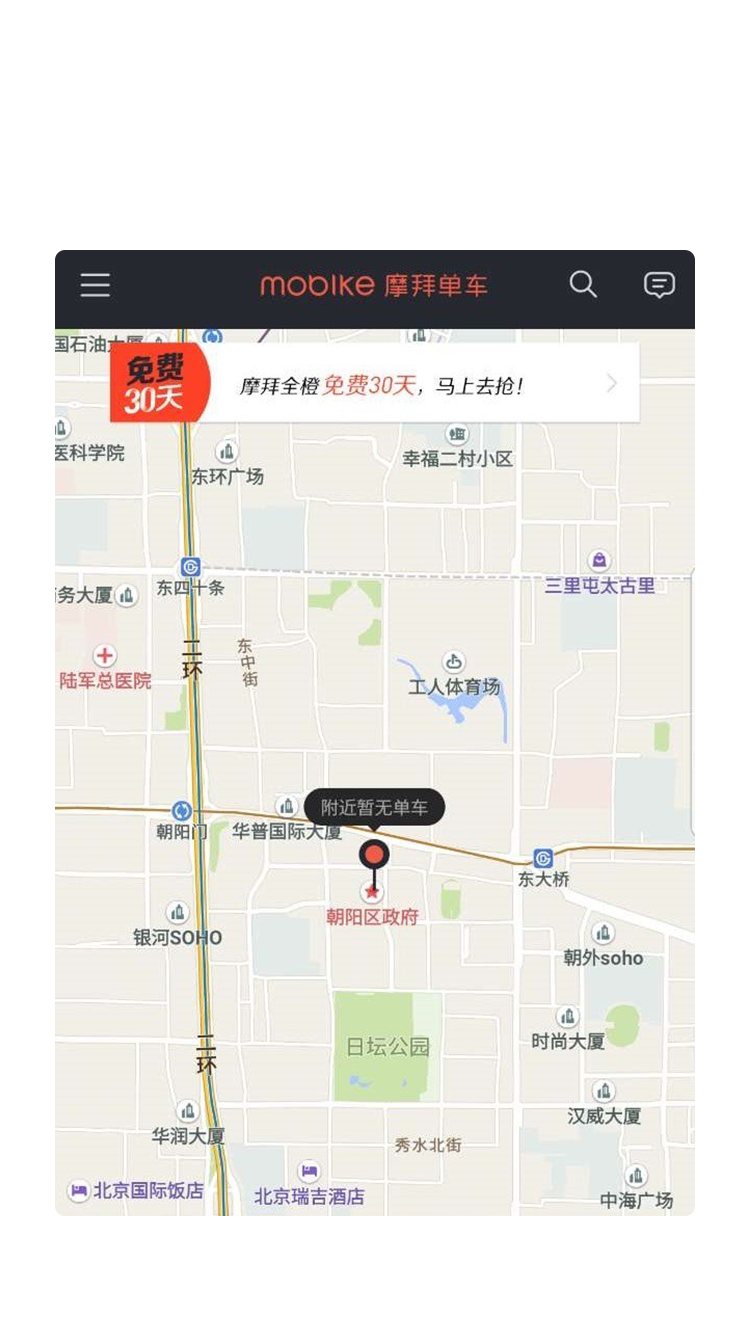 mobike 摩拜单车
国石油大厦
免费
30天
摩拜全橙免费30天，马上去抢！
医科学院
东环广场
幸福二村小区
东四十条
三里屯太古里
务大厦
二环
东中街
陆军总医院
工人体育场
附近暂无单车
朝阳门
华普国际大厦
东大桥
朝阳区政府
银河SOHO
朝外soho
时尚大厦
日坛公园
二环
汉威大厦
华润大厦
秀水北街
北京国际饭店
北京瑞吉酒店
中海广场